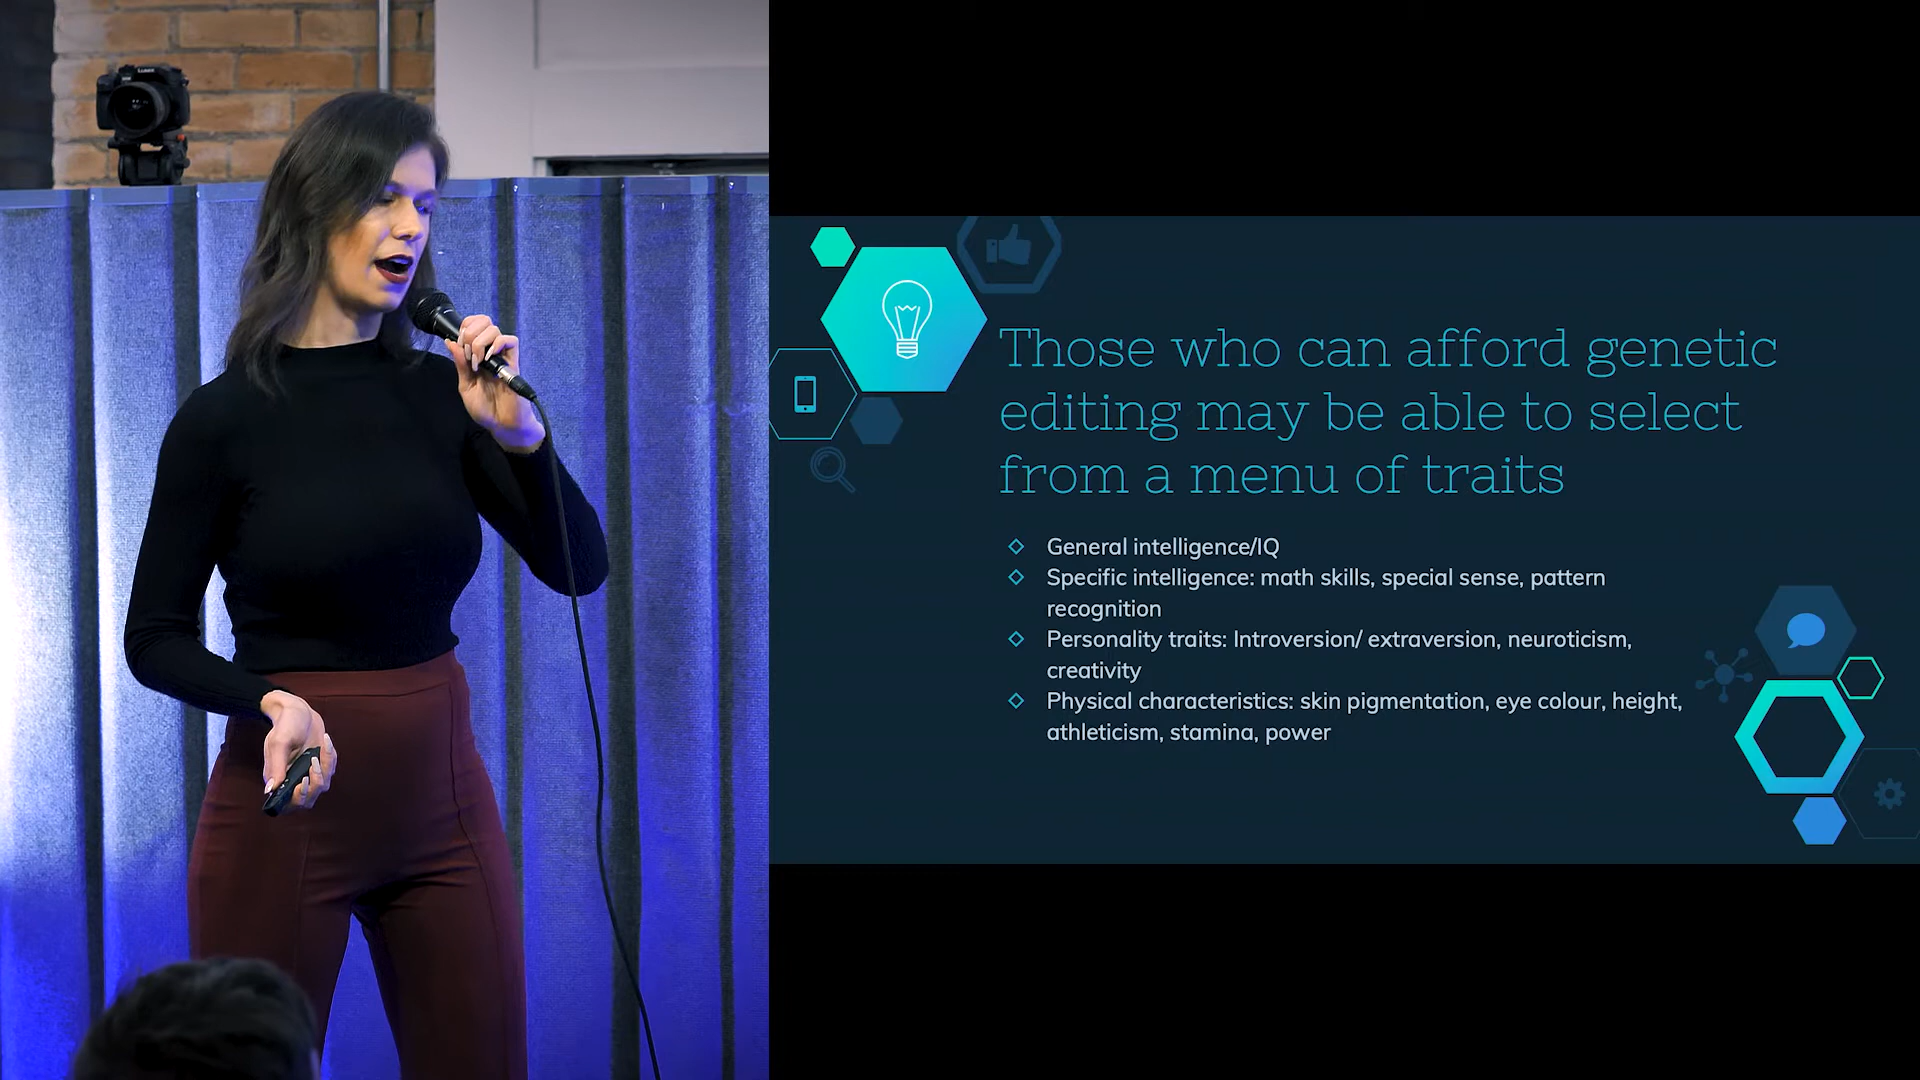 LUMIX
Those who can afford genetic
editing may be able to select
from a menu of traits
General intelligence/IQ
Specific intelligence: math skills, special sense, pattern
recognition
Personality traits: Introversion/ extraversion, neuroticism,
creativity
Physical characteristics: skin pigmentation, eye colour, height,
athleticism, stamina, power